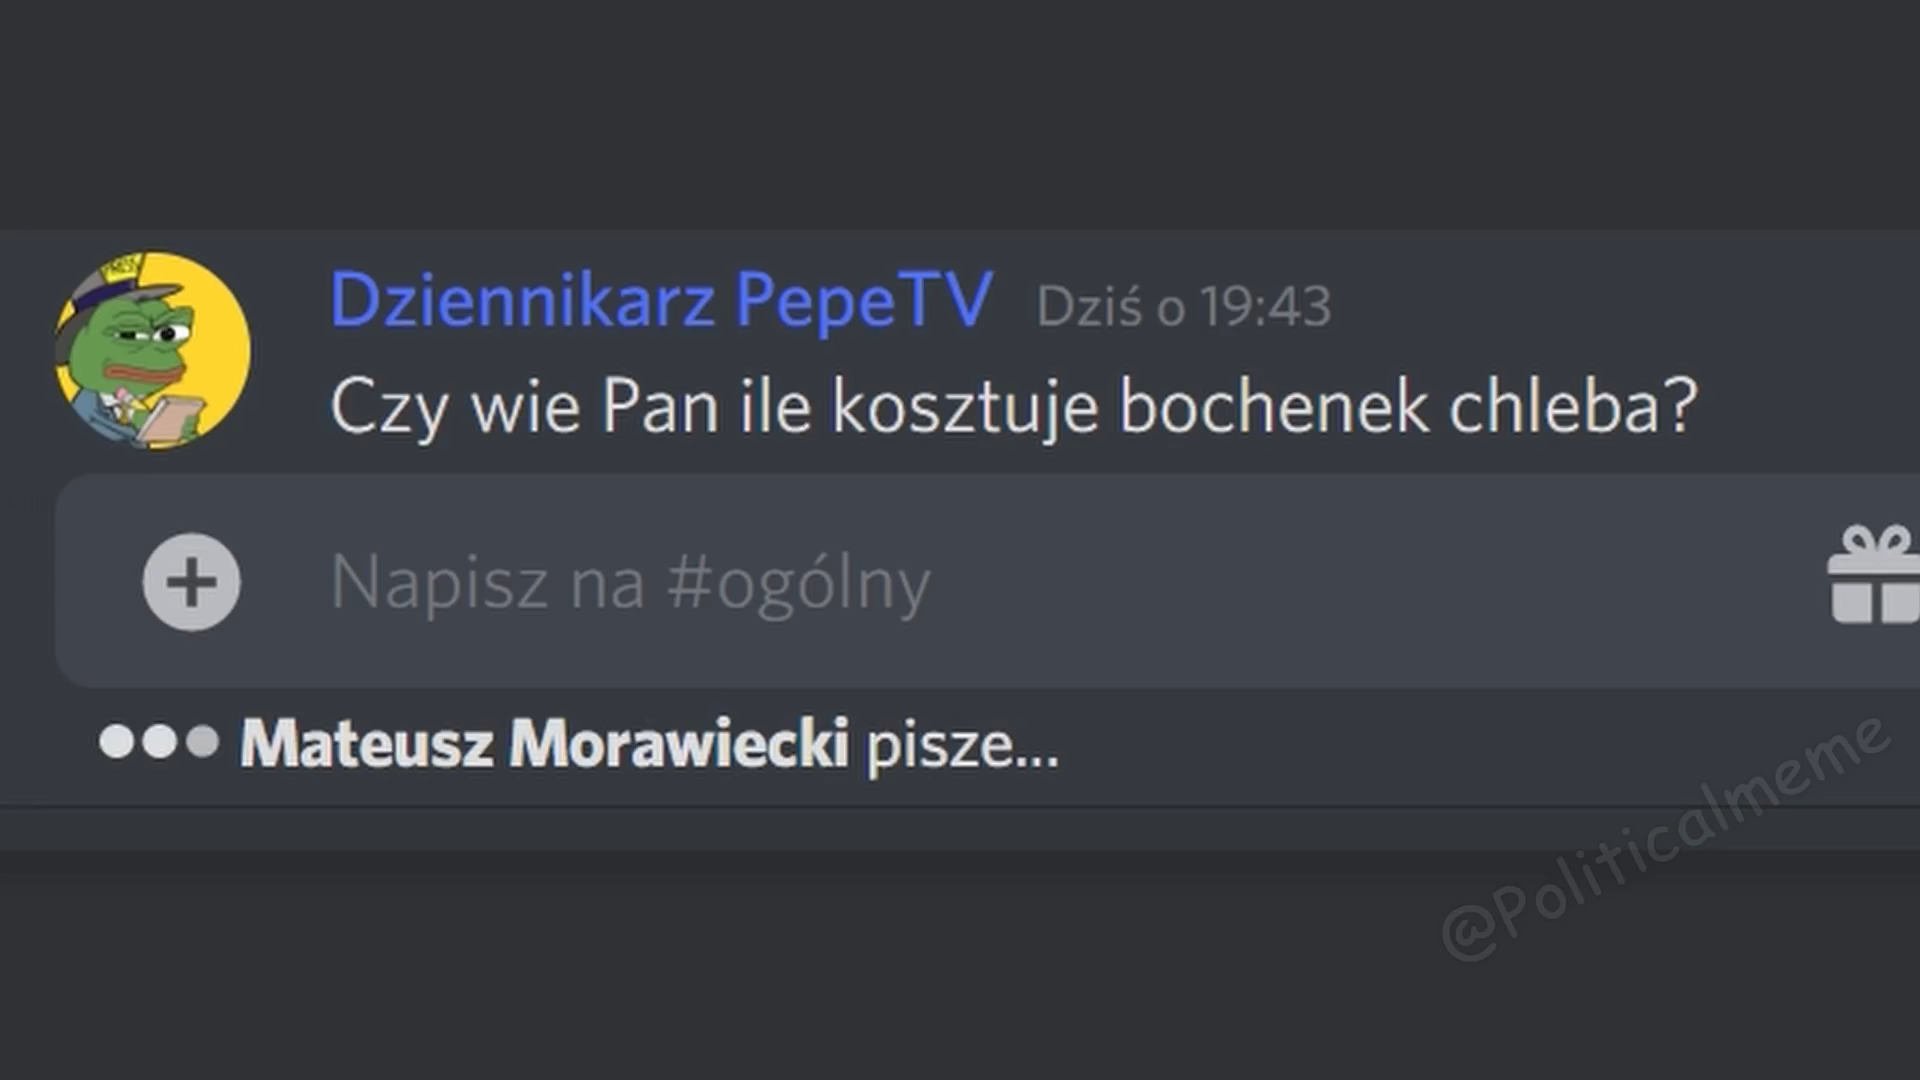 PRESS
Dziennikarz PepeTV Dziś o 19:43
Czy wie Pan ile kosztuje bochenek chleba?
Napisz na #ogólny
Mateusz Morawiecki pisze...
@Politicalmeme